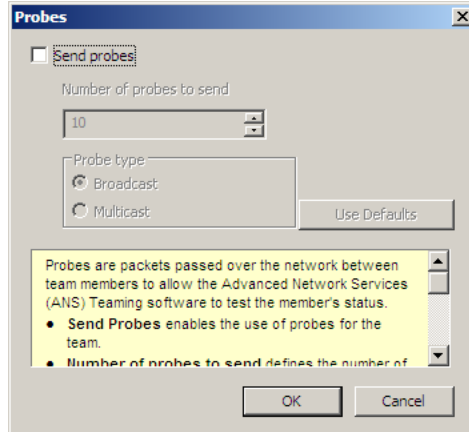 Probes
Send probes
Number of probes to send
10
Probe type
Broadcast
Multicast
Use Defaults
Probes are packets passed over the network between
team members to allow the Advanced Network Services
(ANS) Teaming software to test the member's status.
● Send Probes enables the use of probes for the
team.
● Number of probes to send defines the number of
OK
Cancel